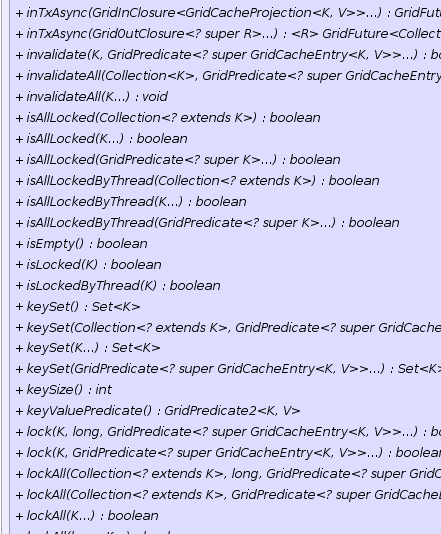 + inTxAsync(GridInClosure<GridCacheProjection<K, V>>...) : GridFut
+ inTxAsync(GridOutClosure<? super R>...) : <R> GridFuture<Collect
+ invalidate(K, GridPredicate<? super GridCacheEntry<K, V>>...) : bo
+ invalidateAll(Collection<K>, GridPredicate<? super GridCacheEntry
+ invalidateAll(K...) : void
+ isAllLocked(Collection<? extends K>) : boolean
+ isAllLocked(K...) : boolean
+ isAllLocked(GridPredicate<? super K>...) : boolean
+ isAllLockedByThread(Collection<? extends K>) : boolean
+ isAllLockedByThread(K...) : boolean
+ isAllLockedByThread(GridPredicate<? super K>...) : boolean
+ isEmpty() : boolean
+ isLocked(K) : boolean
+ isLockedByThread(K) : boolean
+ keySet() : Set<K>
+ keySet(Collection<? extends K>, GridPredicate<? super GridCache
+ keySet(K...) : Set<K>
+ keySet(GridPredicate<? super GridCacheEntry<K, V>>...) : Set<K>
+ keySize() : int
+ keyValuePredicate() : GridPredicate2<K, V>
+ lock(K, long, GridPredicate<? super GridCacheEntry<K, V>>...) : bo
+ lock(K, GridPredicate<? super GridCacheEntry<K, V>>...) : boolean
+ lockAll(Collection<? extends K>, long, GridPredicate<? super GridC
+ lockAll(Collection<? extends K>, GridPredicate<? super GridCacheE
+ lockAll(K...) : boolean